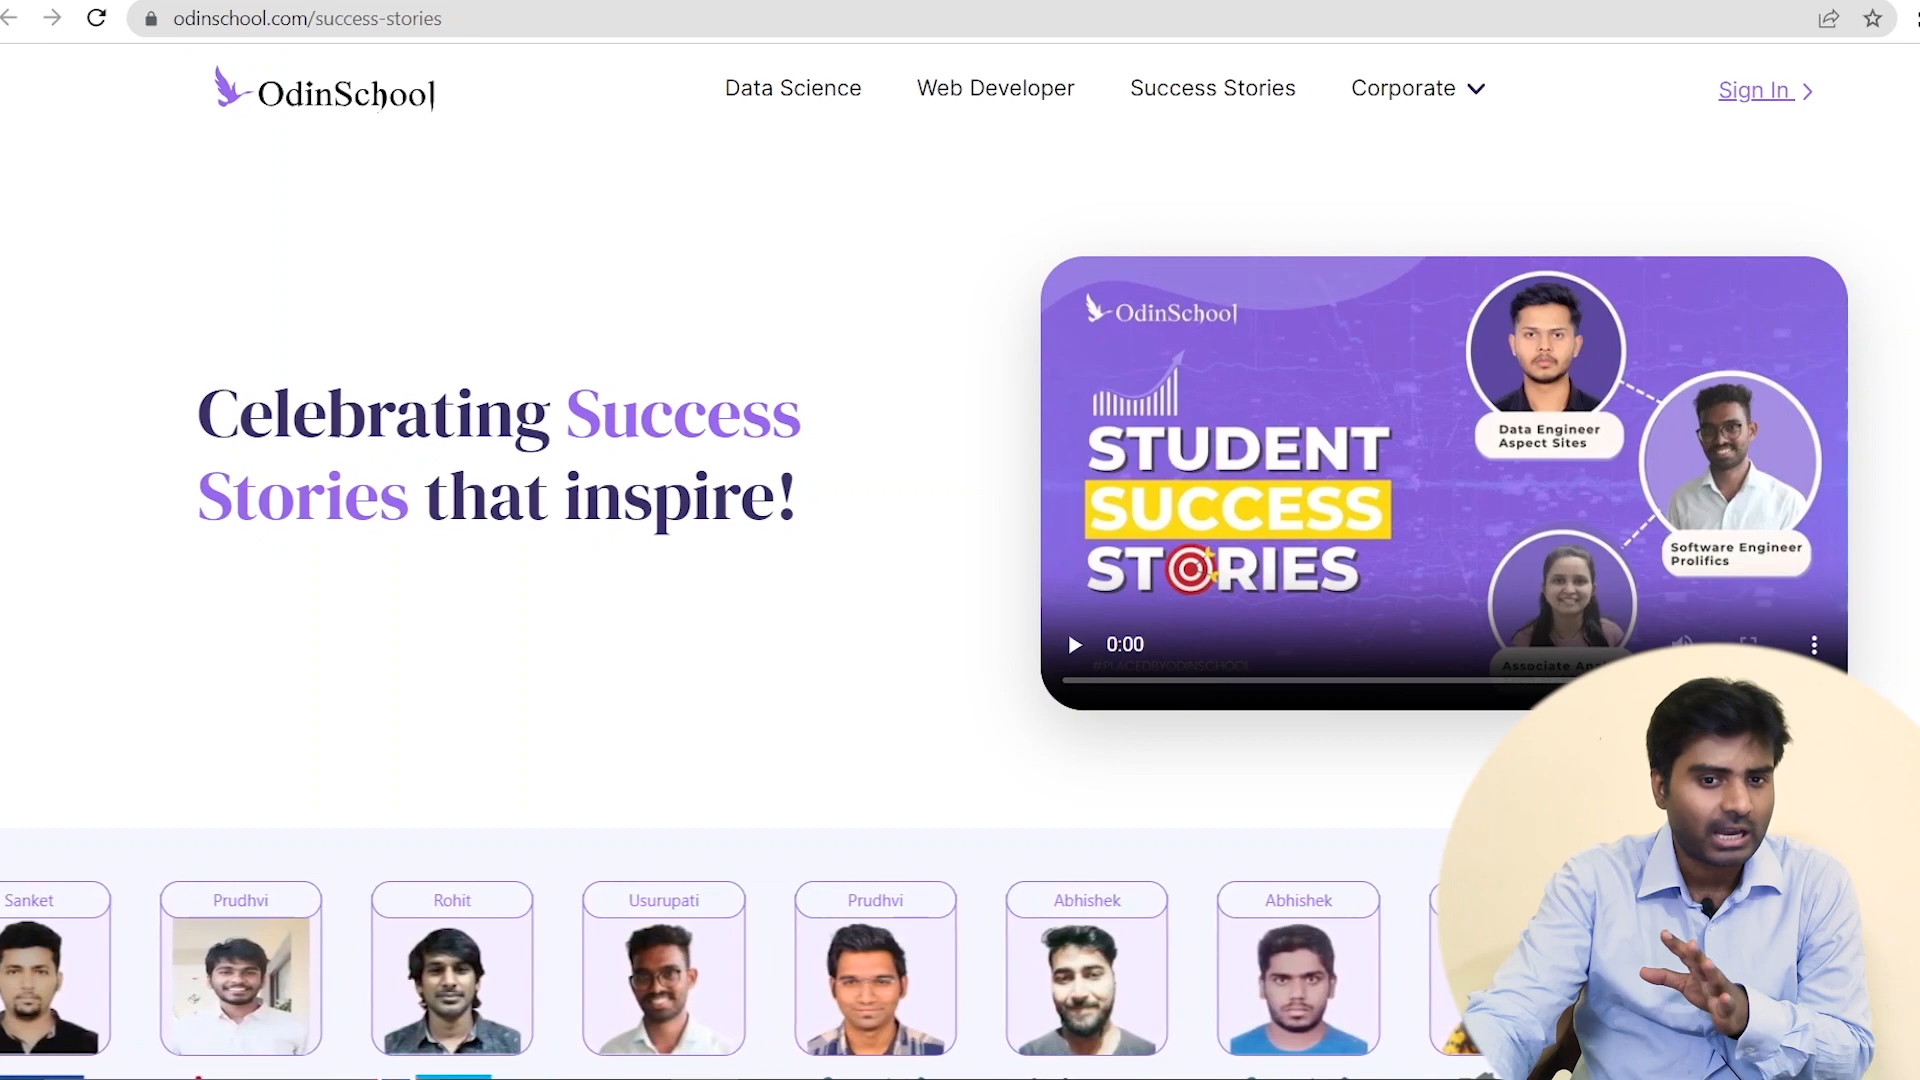 odinschool.com/success-stories
OdinSchool
Data Science
Web Developer
Success Stories
Corporate
Sign In
Celebrating Success
Stories that inspire!
OdinSchool
STUDENT
SUCCESS
STORIES
Data Engineer
Aspect Sites
Software Engineer
Prolifics
Associate
0:00
#PLACEDBYODINSCHOOL
Sanket
Prudhvi
Rohit
Usurupati
Prudhvi
Abhishek
Abhishek